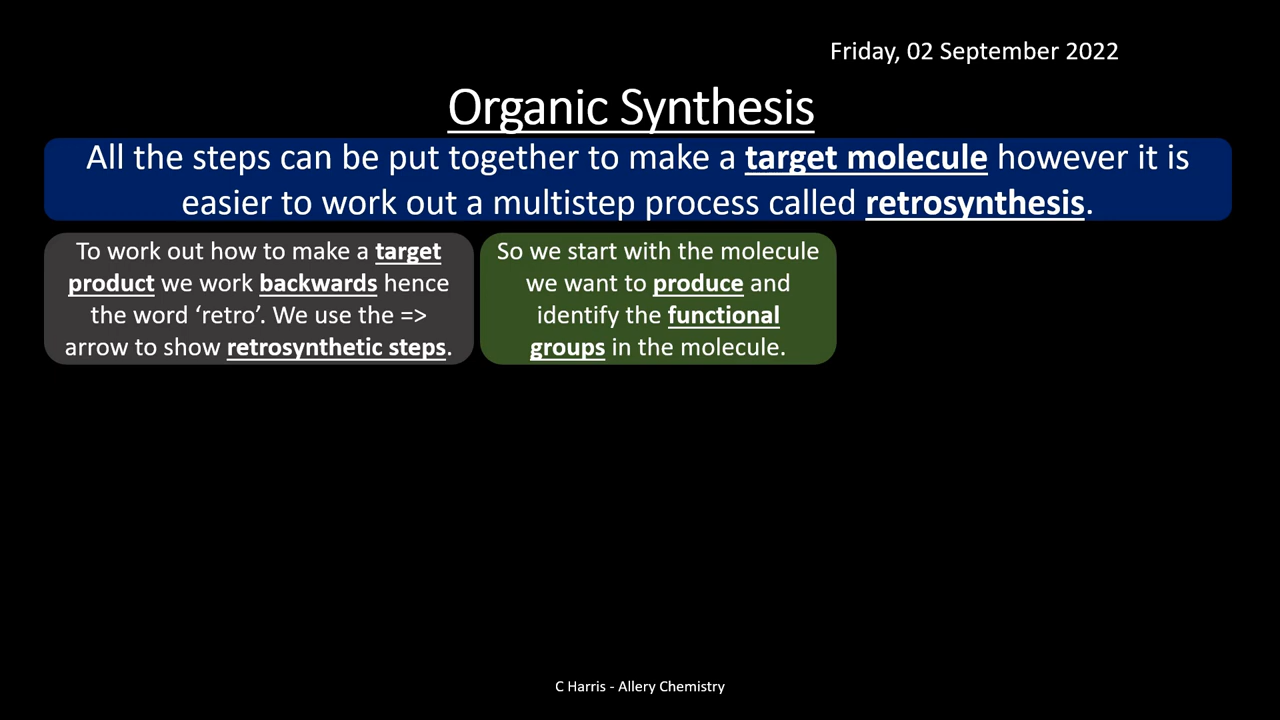 Friday, 02 September 2022
Organic Synthesis
All the steps can be put together to make a target molecule however it is
easier to work out a multistep process called retrosynthesis.
To work out how to make a target
product we work backwards hence
the word ‘retro’. We use the =>
arrow to show retrosynthetic steps.
So we start with the molecule
we want to produce and
identify the functional
groups in the molecule.
C Harris - Allery Chemistry